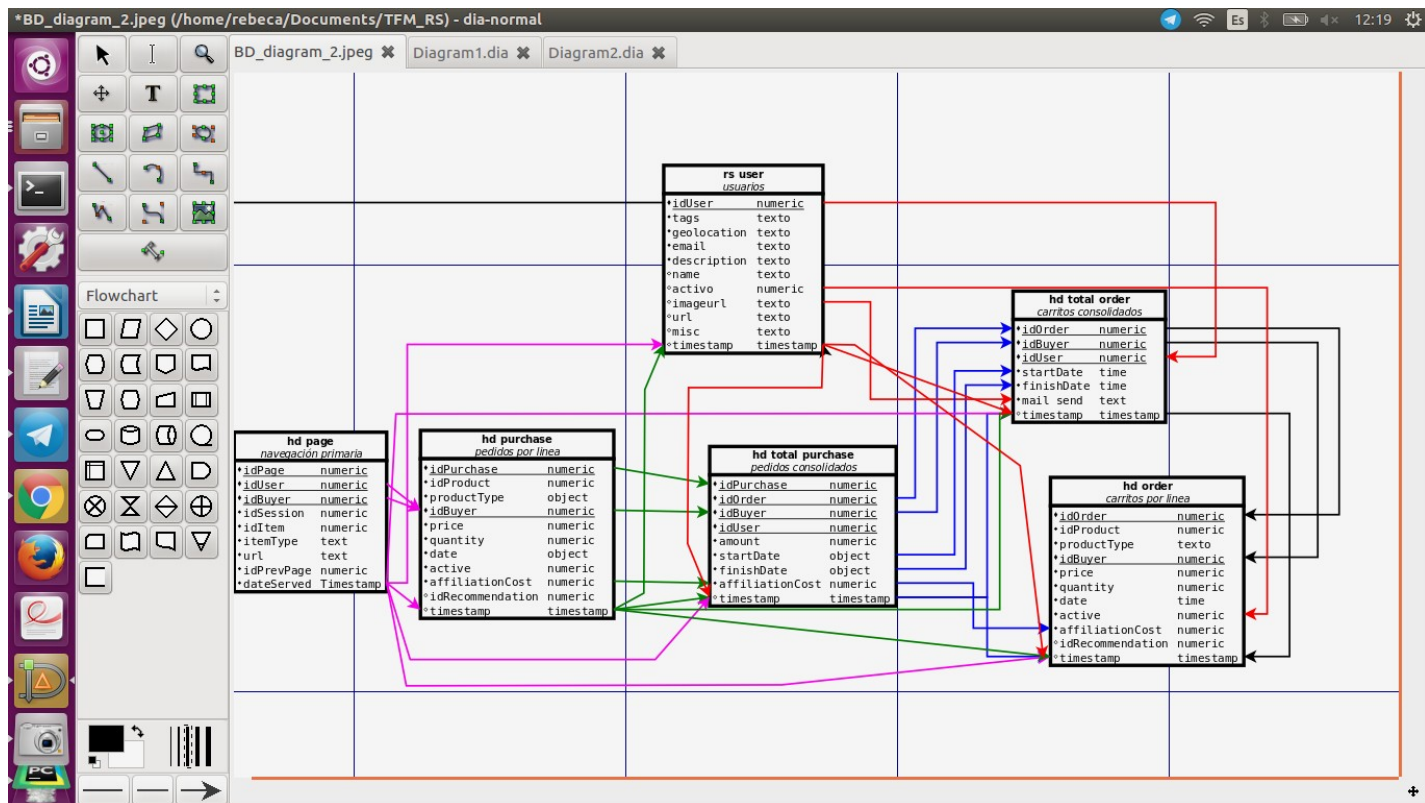 *BD_diagram_2.jpeg (/home/rebeca/Documents/TFM_RS) - dia-normal
Es
12:19
BD_diagram_2.jpeg
Diagram1.dia
Diagram2.dia
T
Flowchart
PC
rs user
usuarios
idUser numeric
tags texto
geolocation texto
email texto
description texto
name texto
activo numeric
imageurl texto
url texto
misc texto
timestamp timestamp
hd total order
carritos consolidados
idOrder numeric
idBuyer numeric
idUser numeric
startDate time
finishDate time
mail send text
timestamp timestamp
hd page
navegación primaria
idPage numeric
idUser numeric
idBuyer numeric
idSession numeric
idItem numeric
itemType text
url text
idPrevPage numeric
dateServed Timestamp
hd purchase
pedidos por linea
idPurchase numeric
idProduct numeric
productType object
idBuyer numeric
price numeric
quantity numeric
date object
active numeric
affiliationCost numeric
idRecommendation numeric
timestamp timestamp
hd total purchase
pedidos consolidados
idPurchase numeric
idOrder numeric
idBuyer numeric
idUser numeric
amount numeric
startDate object
finishDate object
affiliationCost numeric
timestamp timestamp
hd order
carritos por linea
idOrder numeric
idProduct numeric
productType texto
idBuyer numeric
price numeric
quantity numeric
date time
active numeric
affiliationCost numeric
idRecommendation numeric
timestamp timestamp